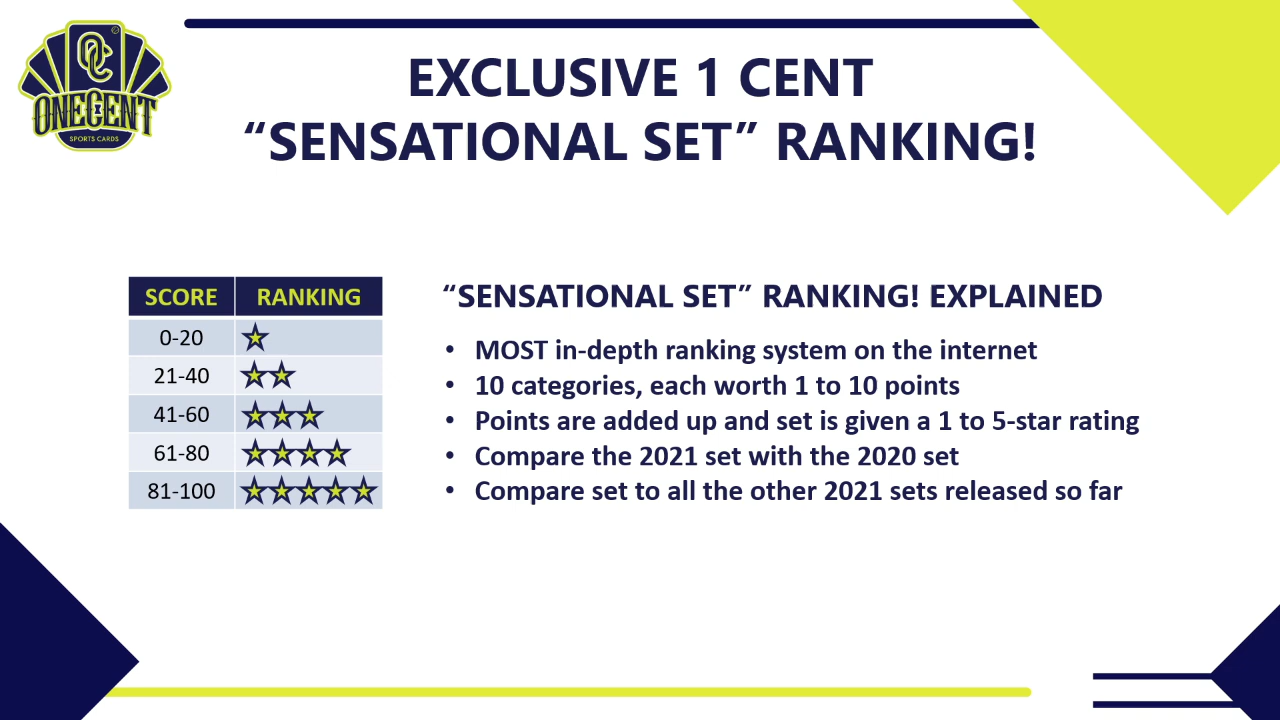 OC
ONECENT
SPORTS CARDS
EXCLUSIVE 1 CENT
“SENSATIONAL SET” RANKING!
SCORE RANKING
0-20
21-40
41-60
61-80
81-100
“SENSATIONAL SET” RANKING! EXPLAINED
• MOST in-depth ranking system on the internet
• 10 categories, each worth 1 to 10 points
• Points are added up and set is given a 1 to 5-star rating
• Compare the 2021 set with the 2020 set
• Compare set to all the other 2021 sets released so far